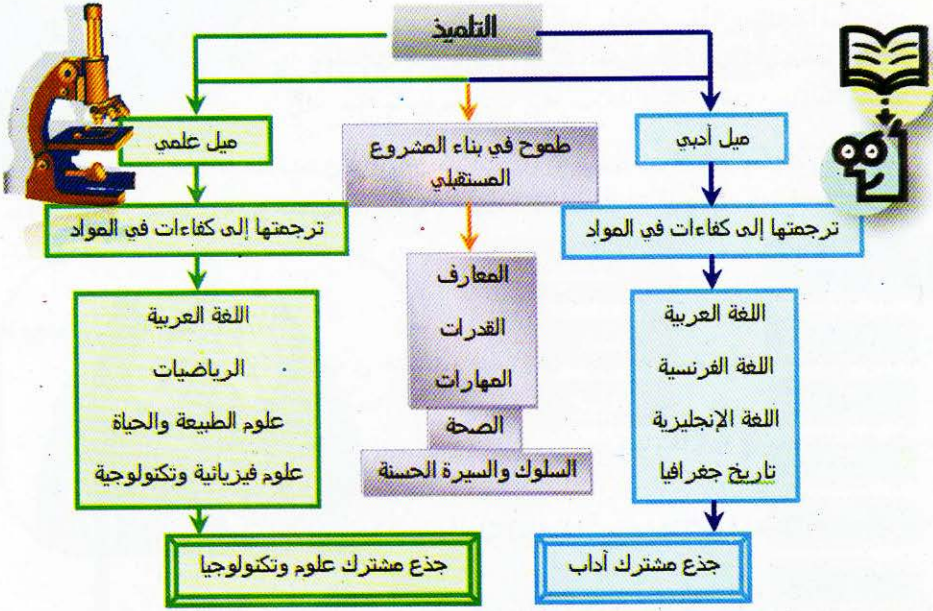 التلميذ
ميل أدبي
طموح في بناء المشروع
المستقبلي
ميل علمي
ترجمتها إلى كفاءات في المواد
ترجمتها إلى كفاءات في المواد
اللغة العربية
اللغة الفرنسية
اللغة الإنجليزية
تاريخ جغرافيا
المعارف
القدرات
المهارات
الصحة
السلوك والسيرة الحسنة
اللغة العربية
الرياضيات
علوم الطبيعة والحياة
علوم فيزيائية وتكنولوجية
جذع مشترك آداب
جذع مشترك علوم وتكنولوجيا